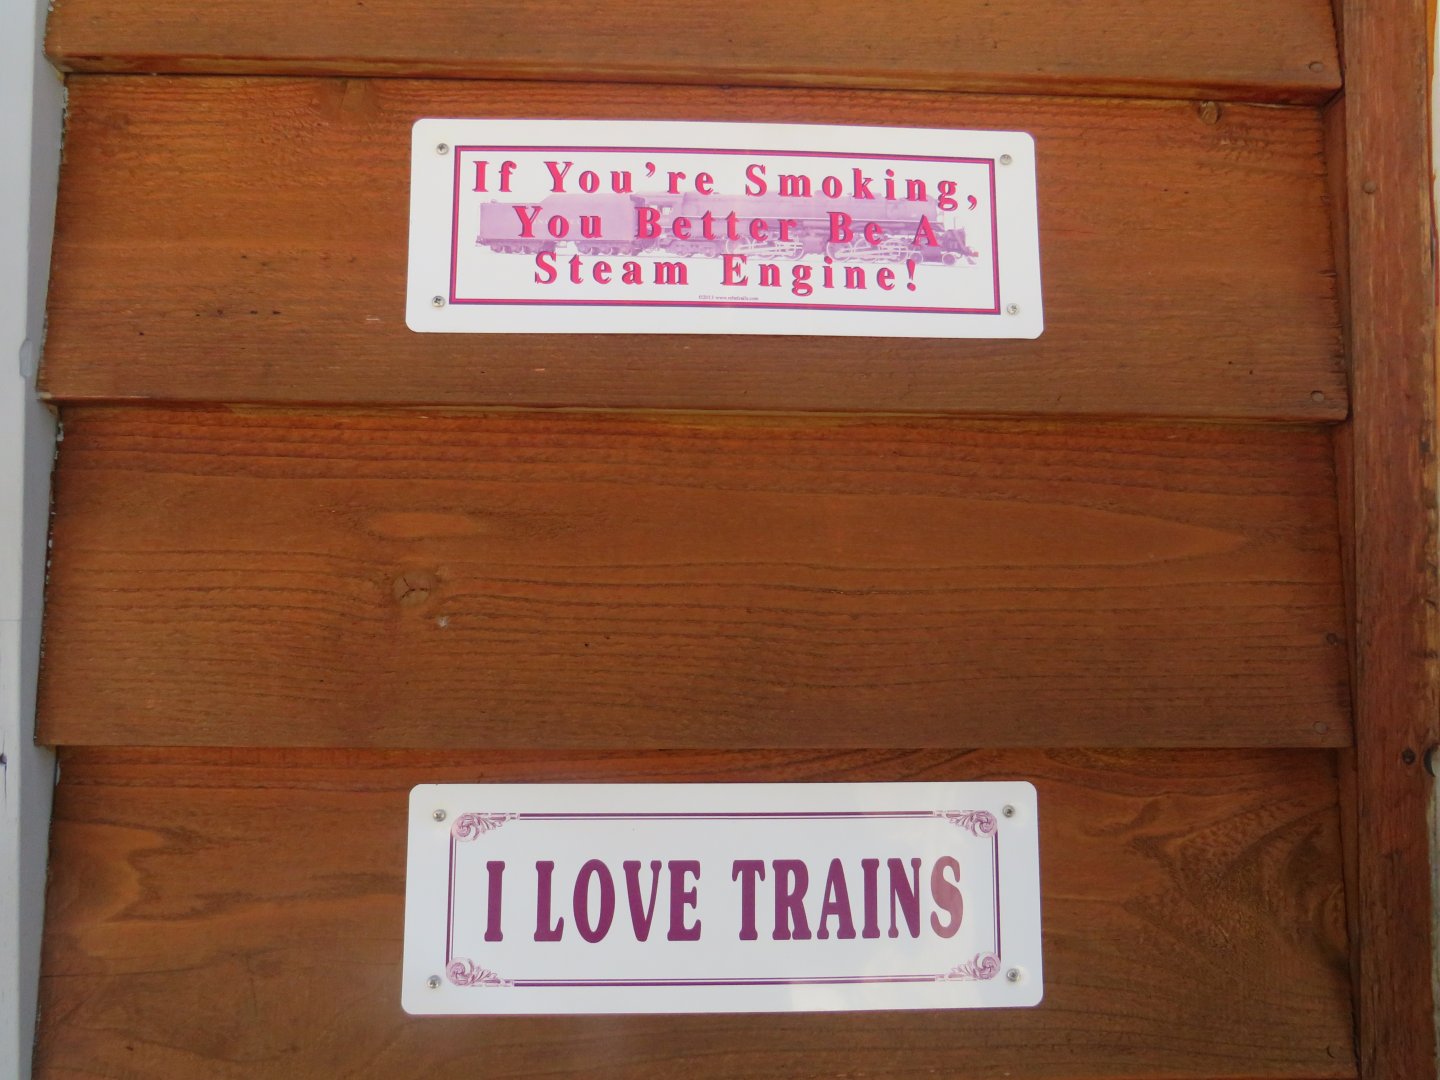 If You're Smoking,
You Better Be A
Steam Engine!
I LOVE TRAINS